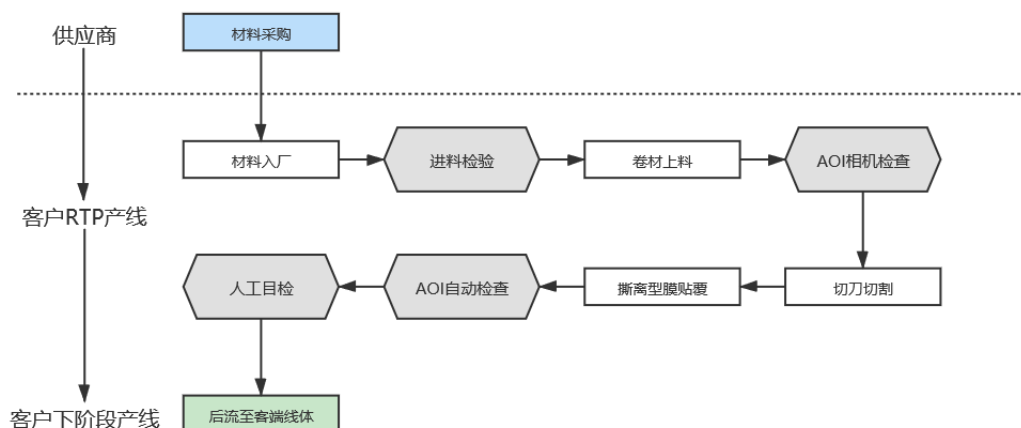 供应商
材料采购
材料入厂
进料检验
卷材上料
AOI相机检查
客户RTP产线
人工目检
AOI自动检查
撕离型膜贴覆
切刀切割
客户下阶段产线
后流至客端线体